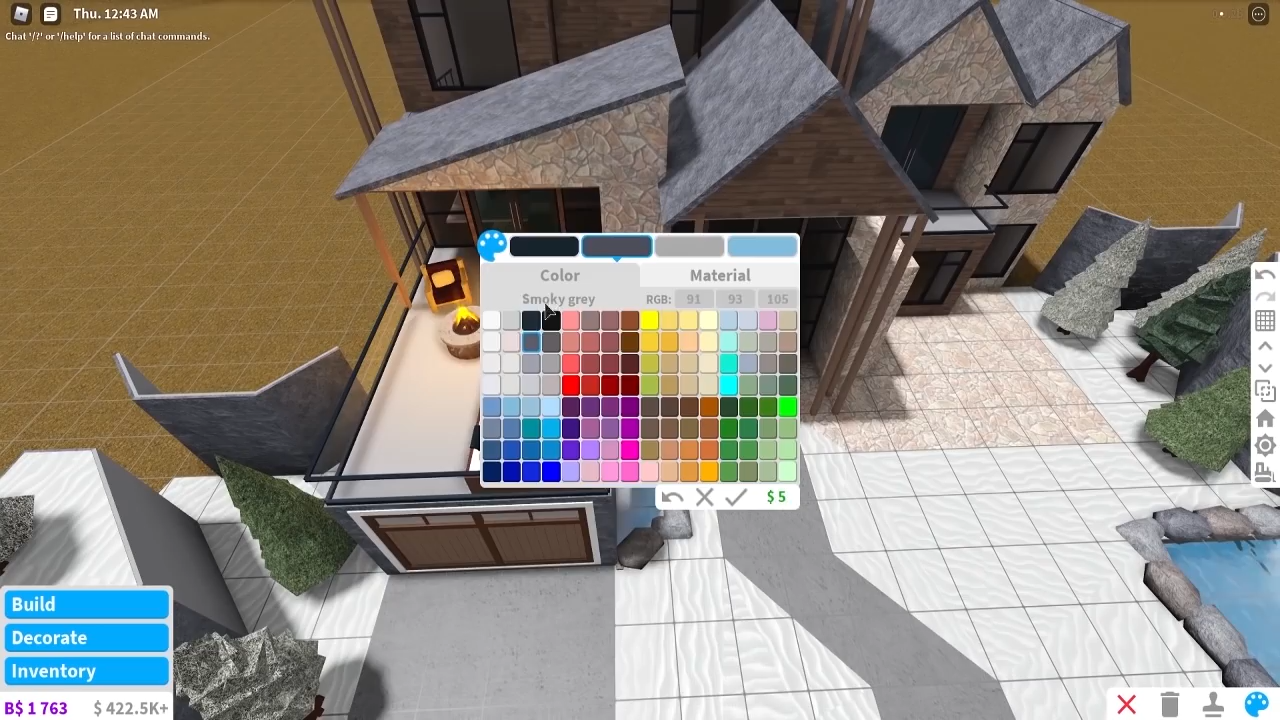 Thu. 12:43 AM
Chat '/?' or '/help' for a list of chat commands.
Color
Material
Smoky grey
RGB: 91 93 105
$ 5
Build
Decorate
Inventory
B$ 1 763 $ 422.5K+